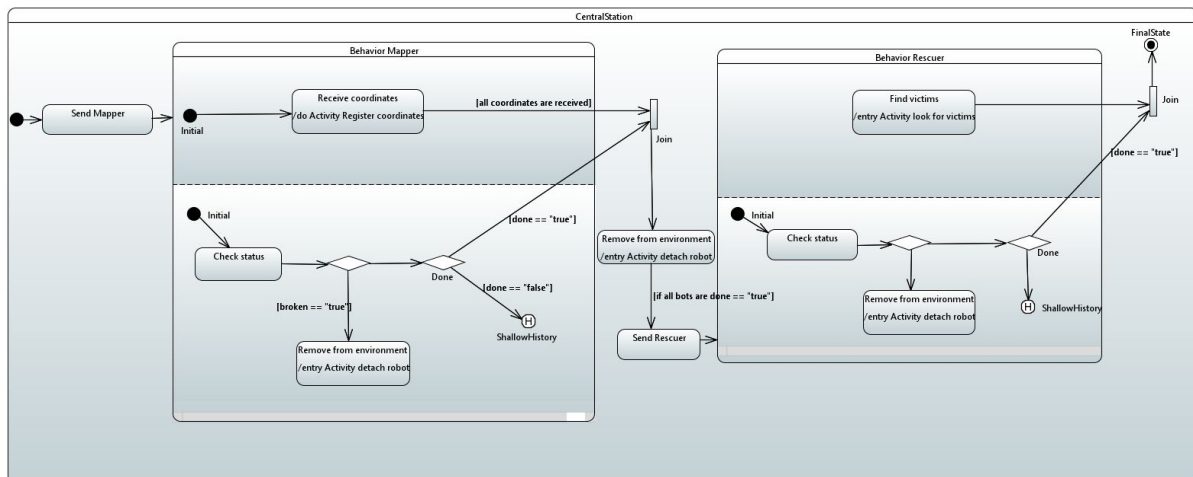 CentralStation
FinalState
Behavior Mapper
Behavior Rescuer
Send Mapper
Initial
Receive coordinates
/do Activity Register coordinates
[all coordinates are received]
Join
Find victims
/entry Activity look for victims
Join
[done == "true"]
Initial
Check status
Done
[done == "true"]
[done == "false"]
[broken == "true"]
ShallowHistory
Remove from environment
/entry Activity detach robot
Remove from environment
/entry Activity detach robot
[if all bots are done == "true"]
Send Rescuer
Initial
Check status
Done
Remove from environment
/entry Activity detach robot
H
ShallowHistory
H